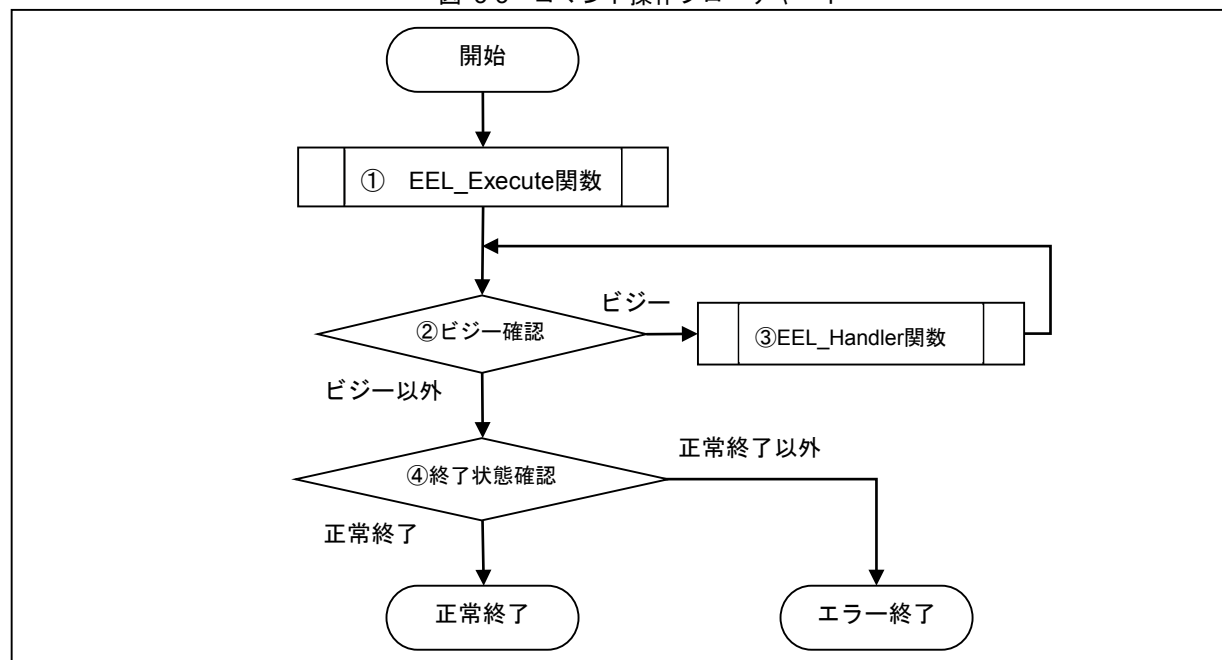 開始
① EEL_Execute関数
ビジー
②ビジー確認
③EEL_Handler関数
ビジー以外
正常終了以外
④終了状態確認
正常終了
正常終了
エラー終了